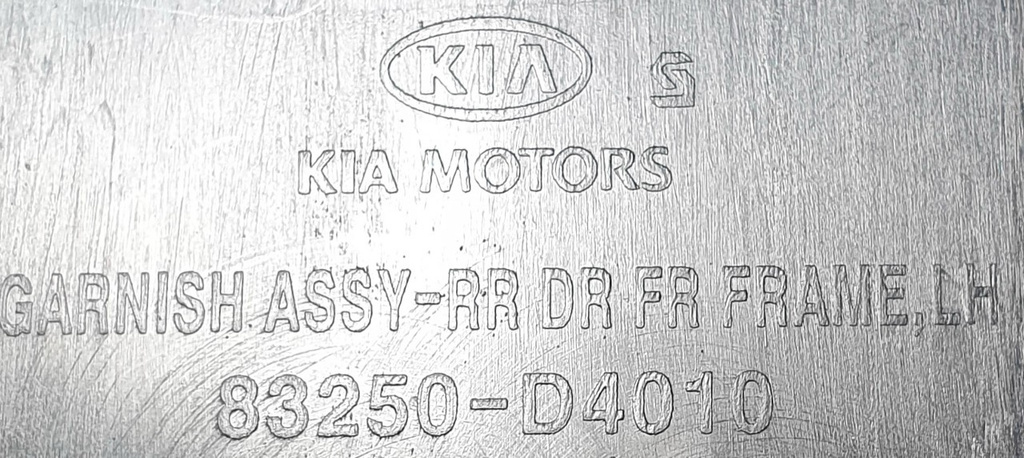 KIA
KIA MOTORS
GARNISH ASSY-RR DR FR FRAME,LH
83250-D4010